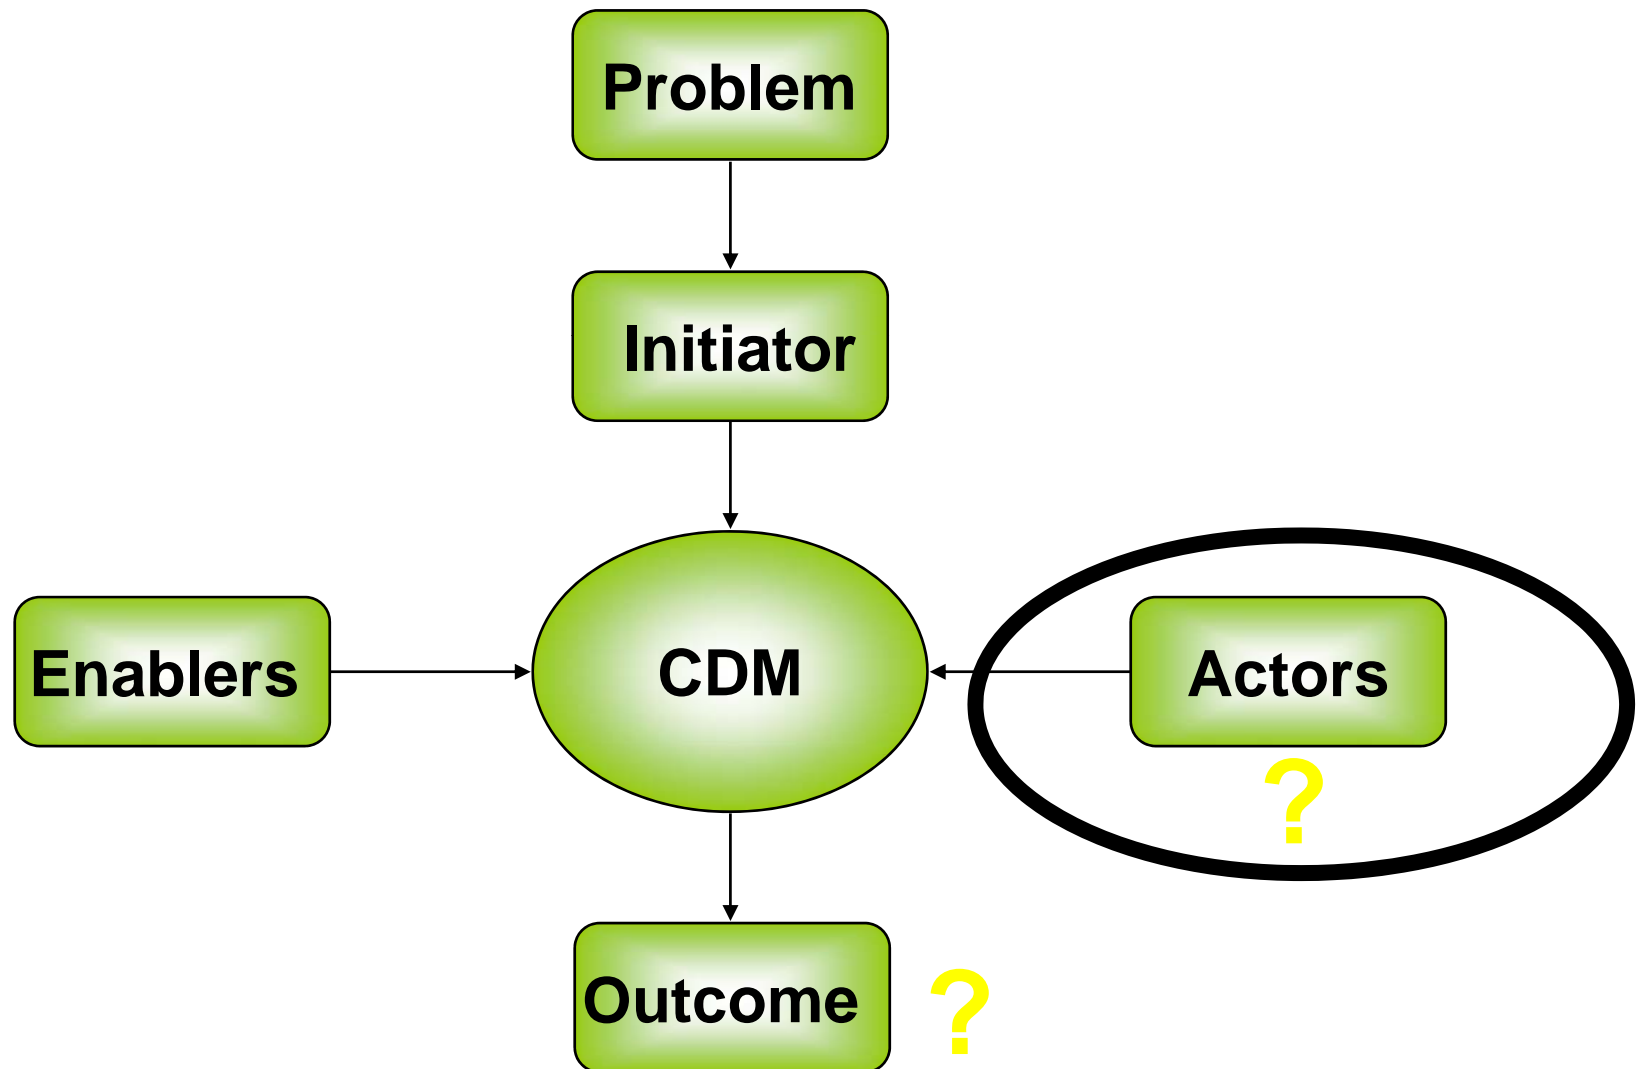 Problem
Initiator
Enablers
CDM
Actors
?
Outcome
?